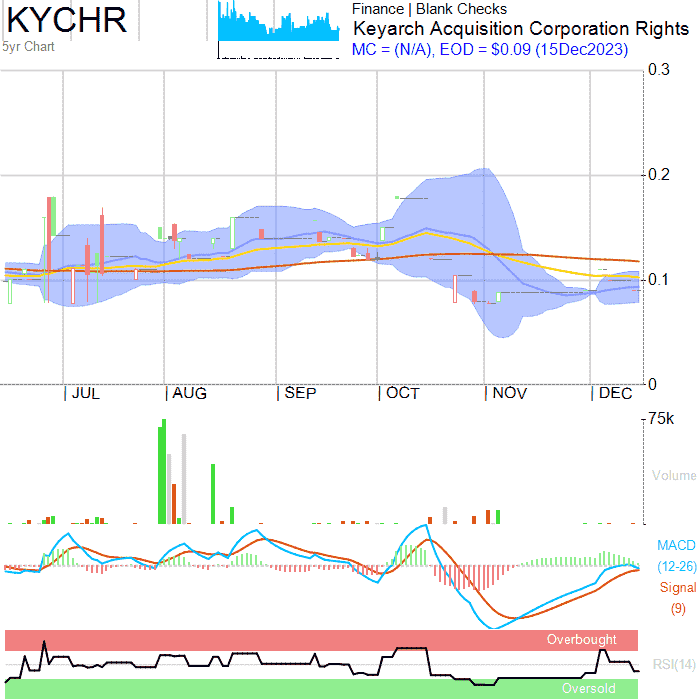 KYCHR
5yr Chart
Finance | Blank Checks
Keyarch Acquisition Corporation Rights
MC = (N/A), EOD = $0.09 (15Dec2023)
0.3
0.2
0.1
0
| JUL | AUG | SEP | OCT | NOV | DEC
75k
Volume
MACD
(12-26)
Signal
(9)
Overbought
RSI(14)
Oversold